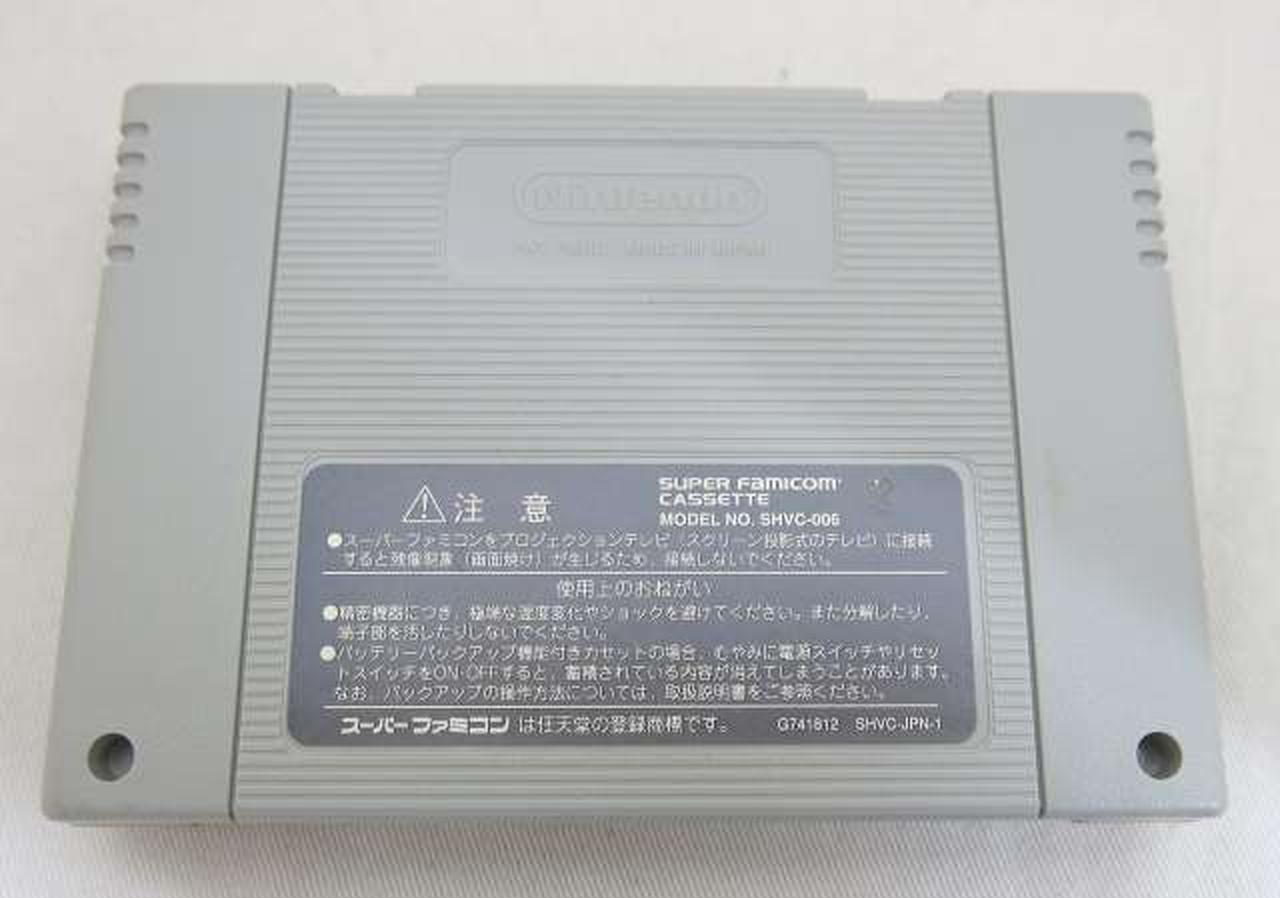 Nintendo
MADE IN JAPAN
注 意
SUPER FAMICOM
CASSETTE
MODEL NO. SHVC-006
●スーパーファミコンをプロジェクションテレビ（スクリーン投影式のテレビ）に接続
すると残像現象（画面焼け）が生じるため、接続しないでください。
使用上のおねがい
●精密機器につき、極端な温度変化やショックを避けてください。また分解したり、
端子部を汚したりしないでください。
●バッテリーバックアップ機能付きカセットの場合、むやみに電源スイッチやリセッ
トスイッチをON・OFFすると、蓄積されている内容が消えてしまうことがあります。
なお、バックアップの操作方法については、取扱説明書をご参照ください。
スーパーファミコン は任天堂の登録商標です。 G741812 SHVC-JPN-1